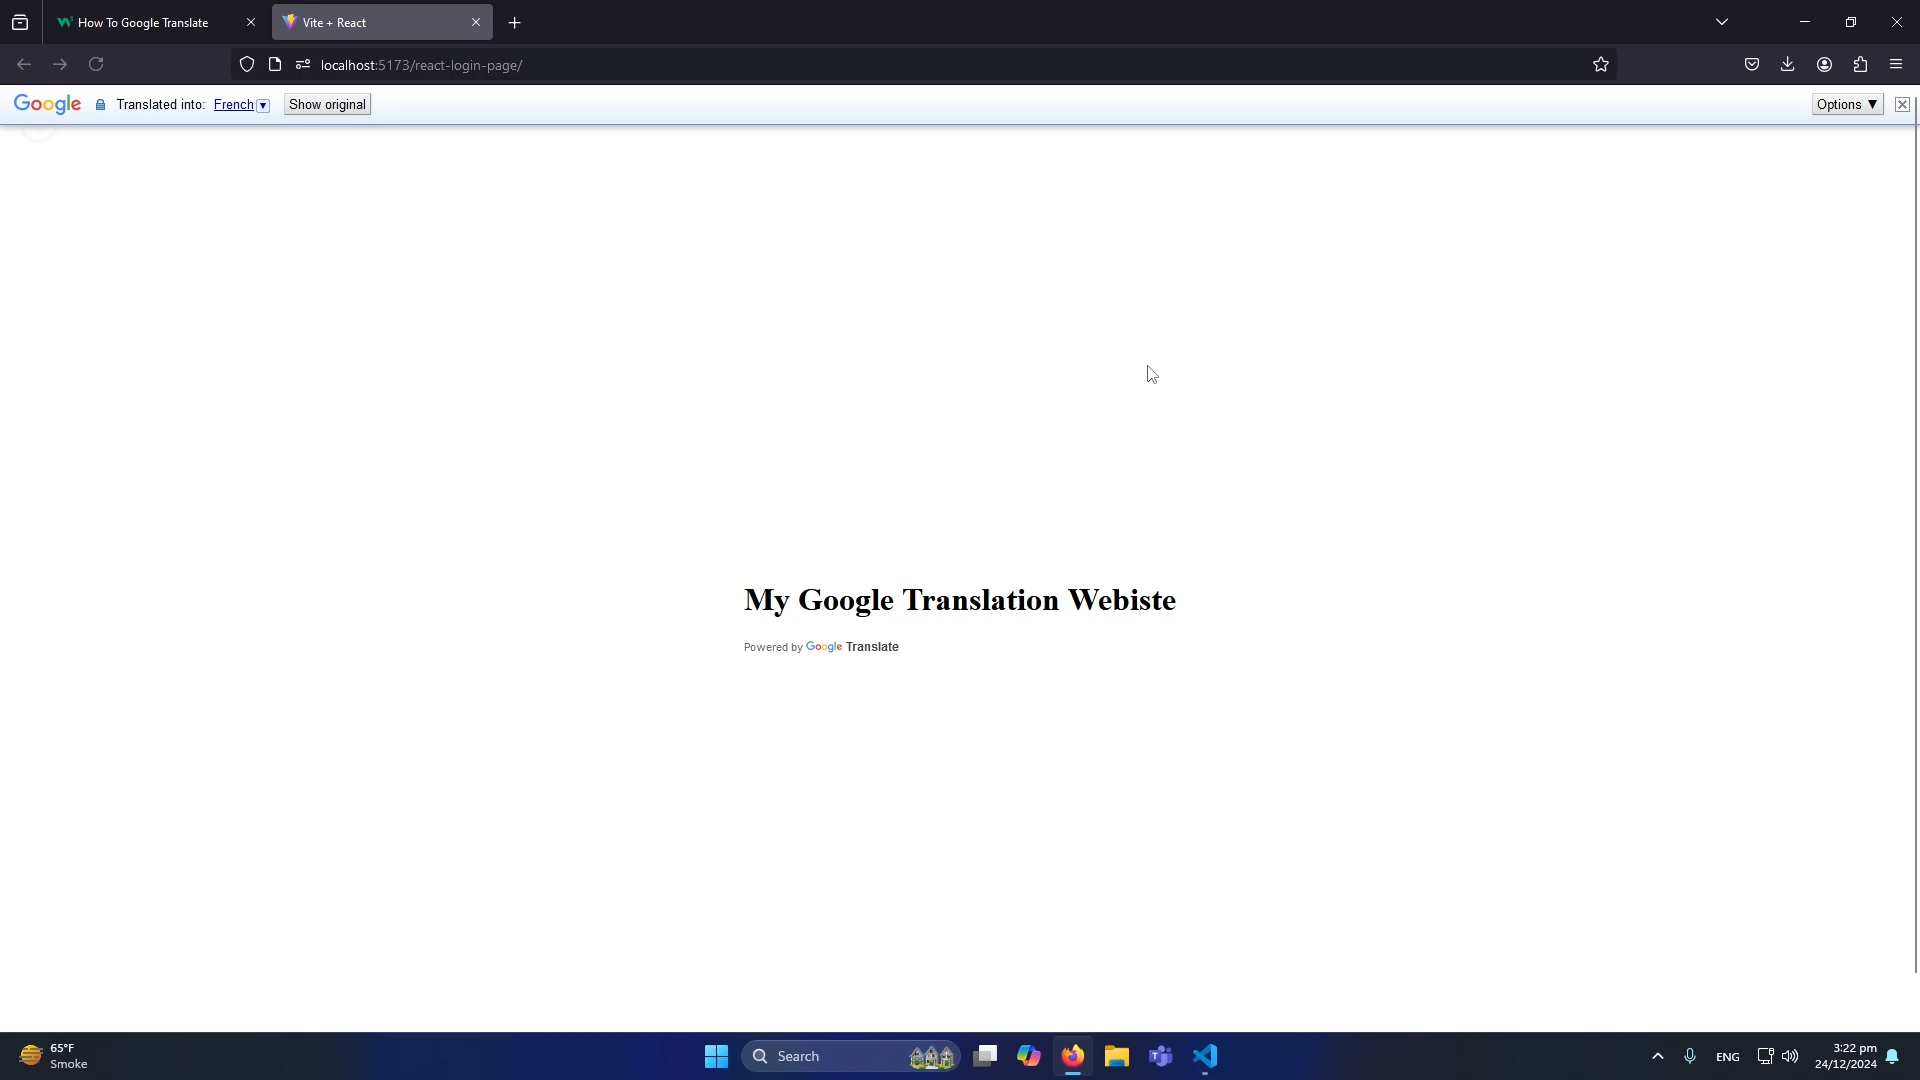 How To Google Translate
Vite + React
localhost:5173/react-login-page/
Google Translated into: French Show original Options ▼
My Google Translation Webiste
Powered by Google Translate
65°F
Smoke
Search
ENG
3:22 pm
24/12/2024